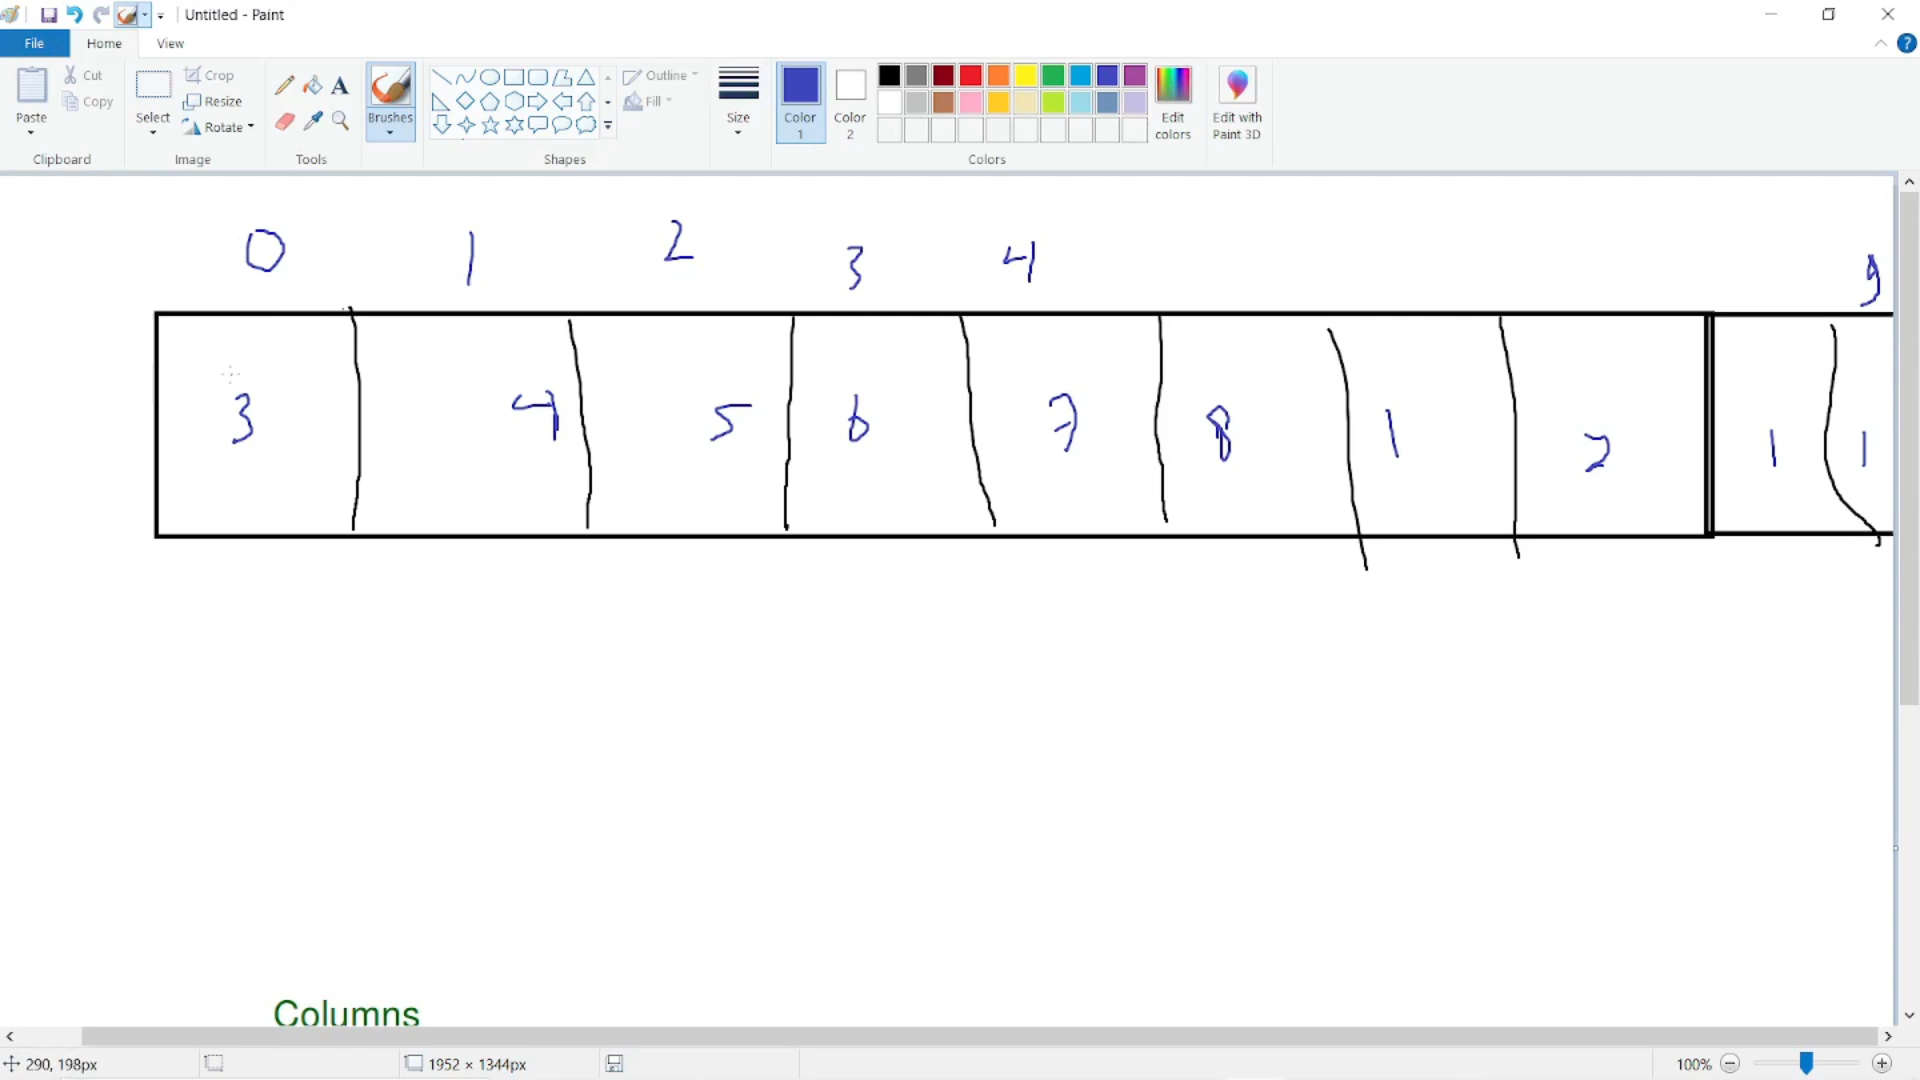 Untitled - Paint
File Home View
Paste
Cut
Copy
Clipboard
Select
Crop
Resize
Rotate
Image
A
Tools
Brushes
Shapes
Outline
Fill
Size
Color 1
Color 2
Colors
Edit colors
Edit with Paint 3D
?
0 1 2 3 4 9
3 4 5 6 7 8 1 2 1 1
Columns
290, 198px
1952 × 1344px
100%